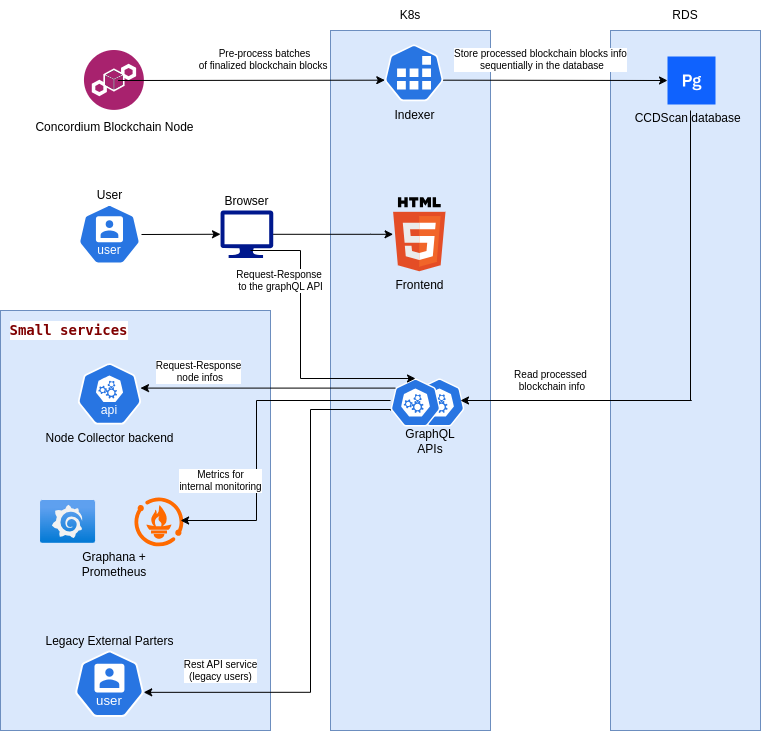 K8s
RDS
Pre-process batches
of finalized blockchain blocks
Store processed blockchain blocks info
sequentially in the database
Pg
Concordium Blockchain Node
Indexer
CCDScan database
User
user
Browser
HTML
Frontend
Request-Response
to the graphQL API
Small services
Request-Response
node infos
api
Node Collector backend
Read processed
blockchain info
GraphQL
APIs
Metrics for
internal monitoring
Graphana +
Prometheus
Legacy External Parters
user
Rest API service
(legacy users)